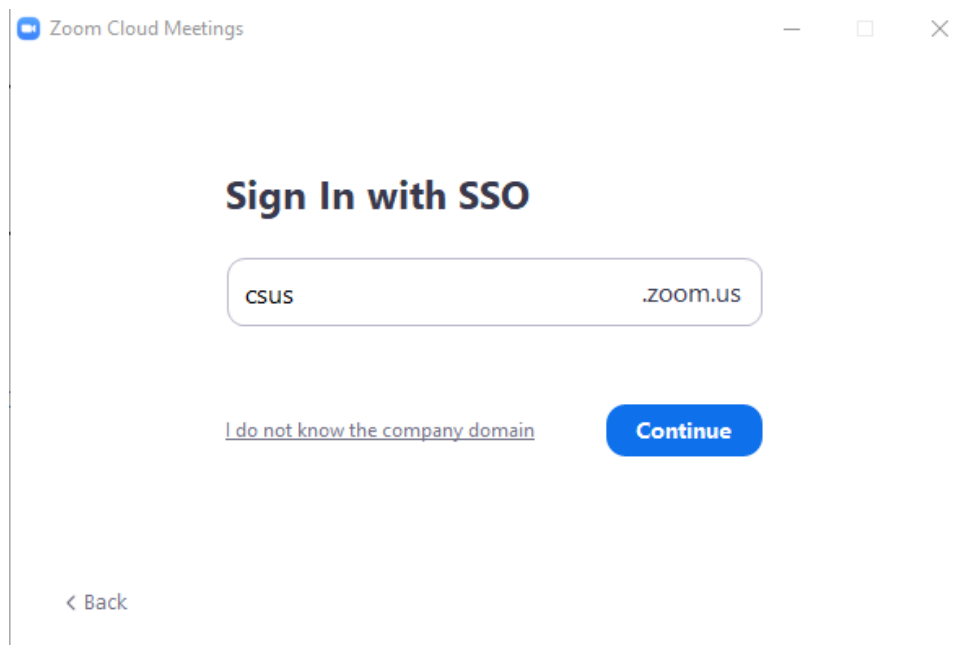 Zoom Cloud Meetings
Sign In with SSO
csus .zoom.us
I do not know the company domain Continue
Back